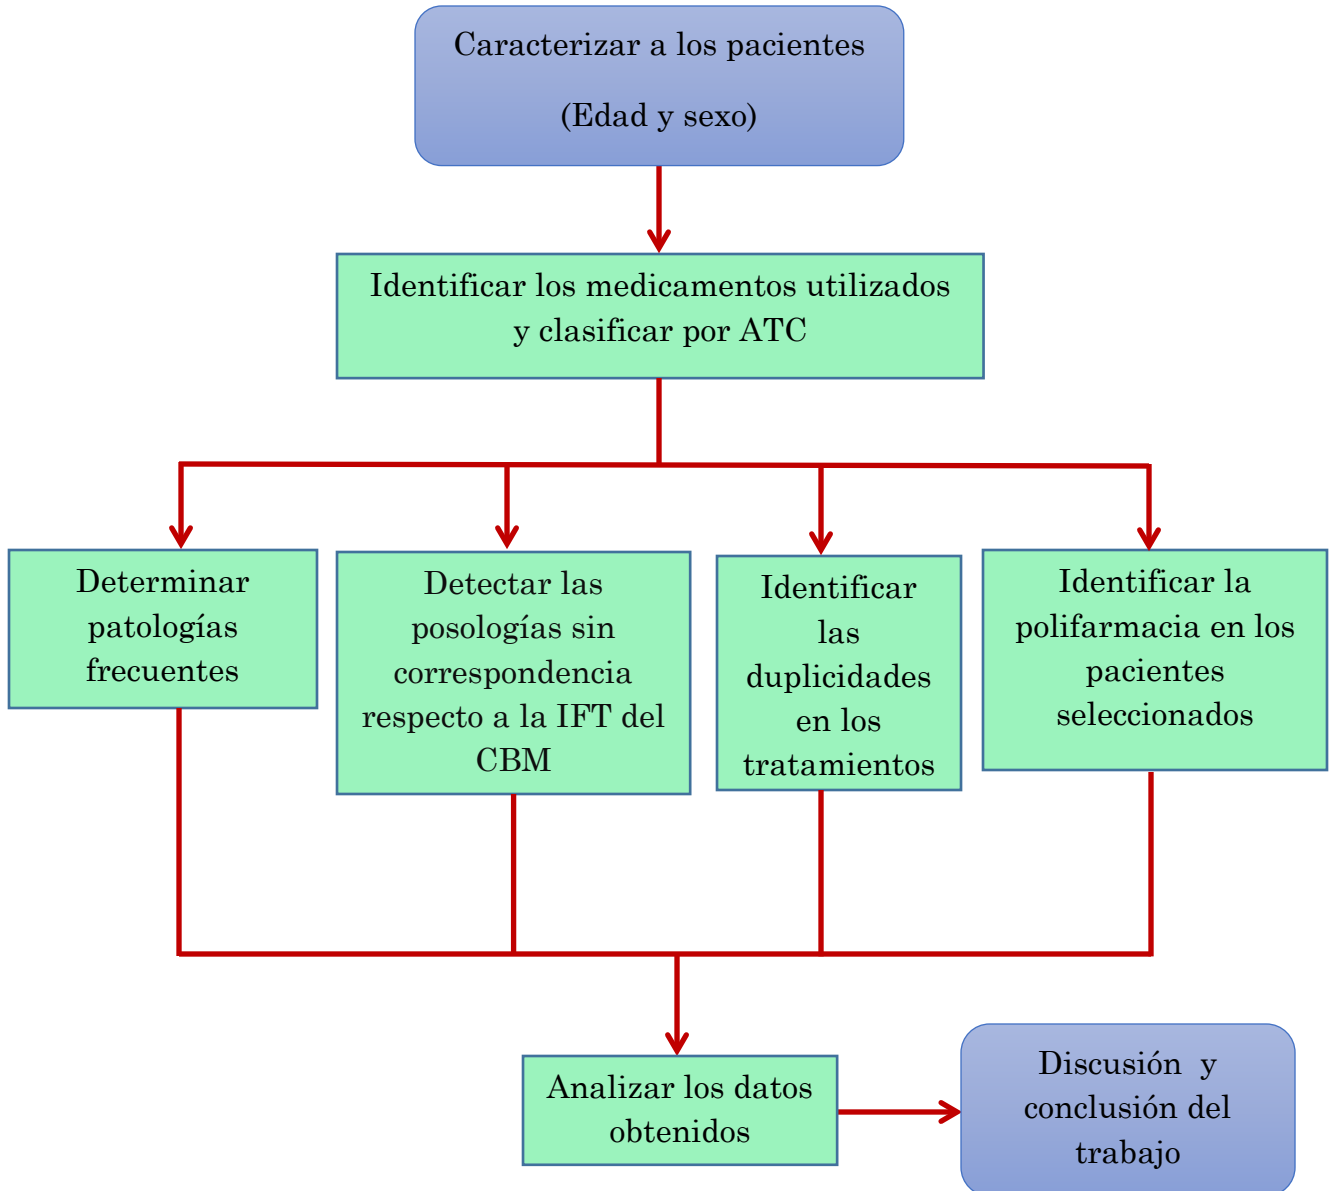 Caracterizar a los pacientes
(Edad y sexo)
Identificar los medicamentos utilizados
y clasificar por ATC
Determinar
patologías
frecuentes
Detectar las
posologías sin
correspondencia
respecto a la IFT del
CBM
Identificar
las
duplicidades
en los
tratamientos
Identificar la
polifarmacia en los
pacientes
seleccionados
Analizar los datos
obtenidos
Discusión y
conclusión del
trabajo